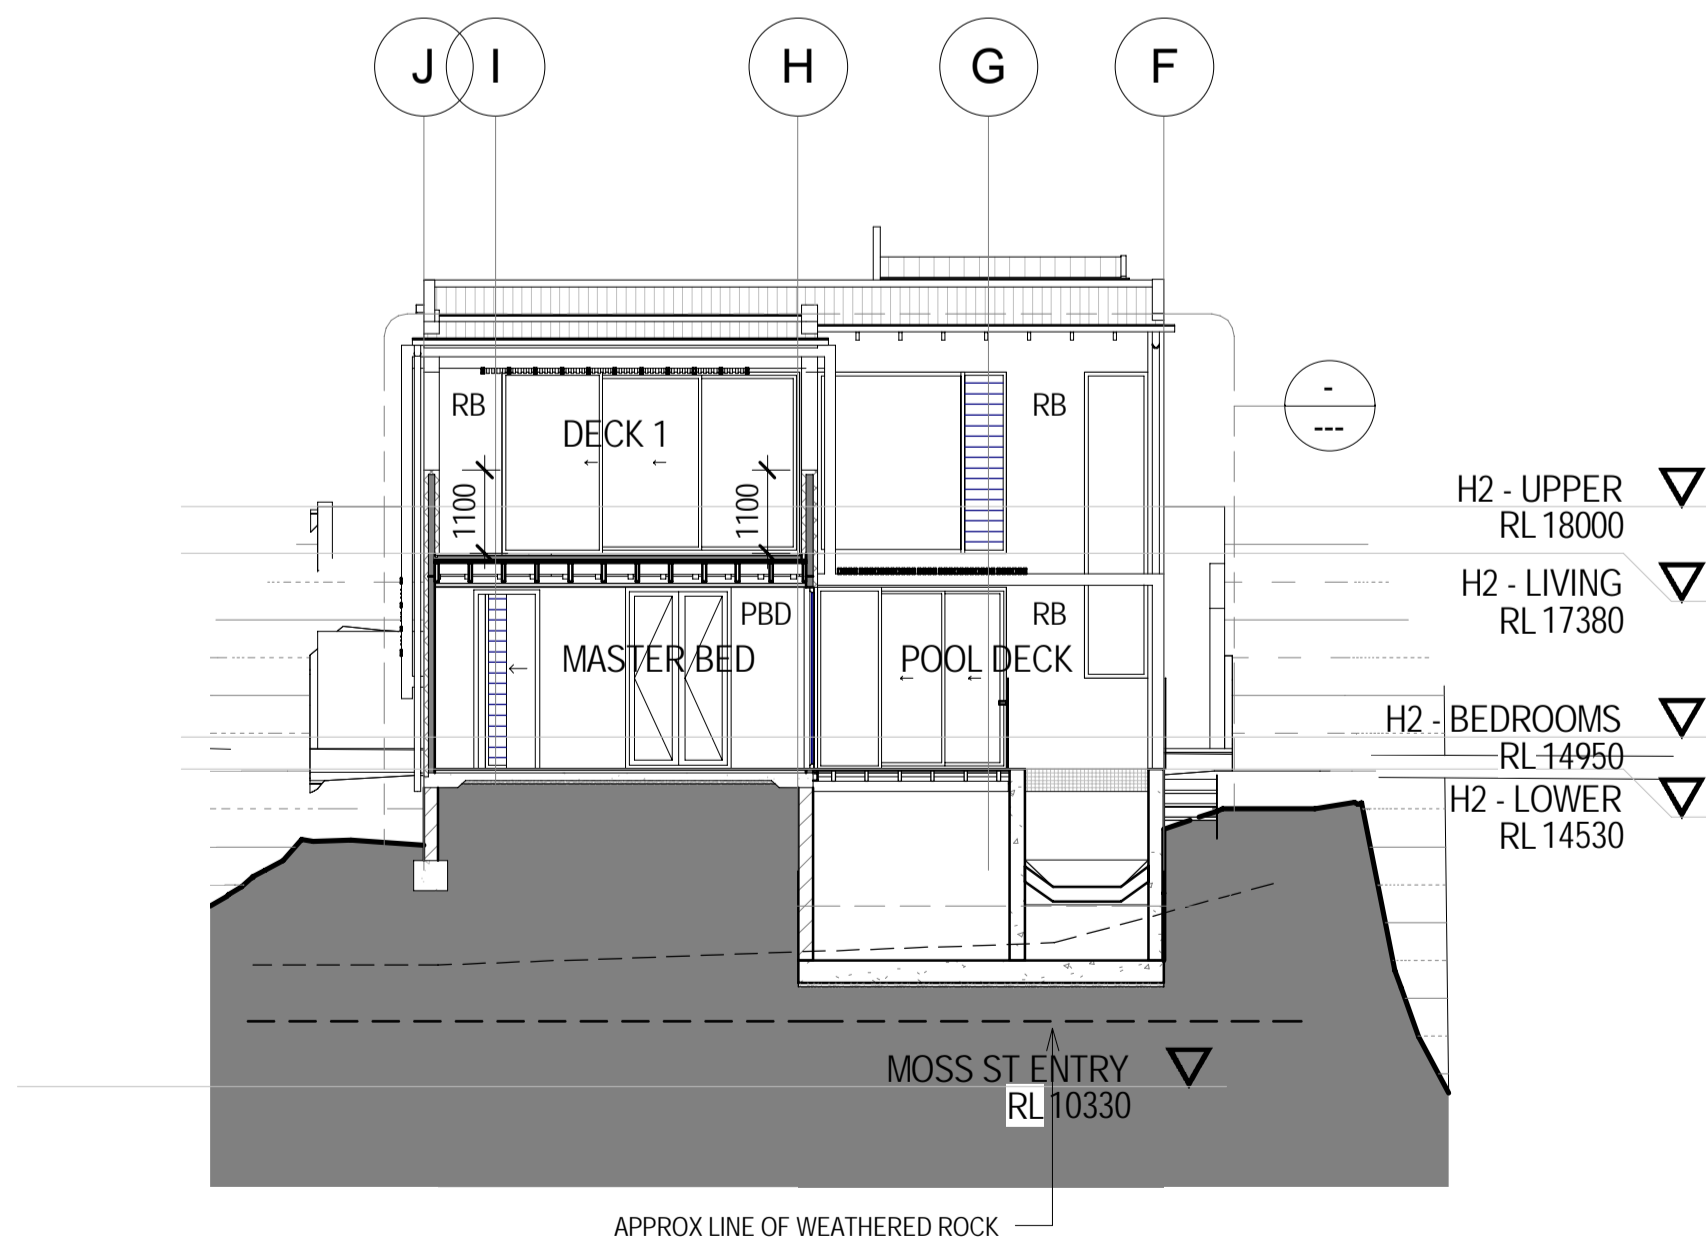 J I H G F
RB
DECK 1
RB
1100
1100
-
---
H2 - UPPER
RL 18000
H2 - LIVING
RL 17380
PBD
RB
MASTER BED
POOL DECK
H2 - BEDROOMS
RL 14950
H2 - LOWER
RL 14530
MOSS ST ENTRY
RL 10330
APPROX LINE OF WEATHERED ROCK